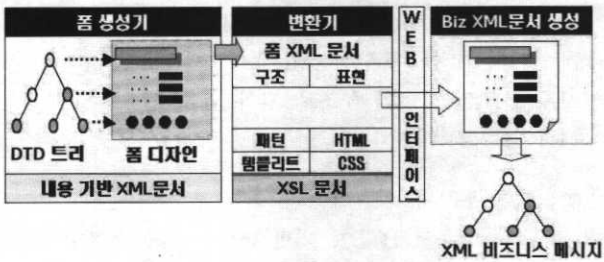 폼 생성기
DTD 트리
폼 디자인
내용 기반 XML문서
변환기
폼 XML 문서
구조 표현
패턴 HTML
템플리트 CSS
XSL 문서
WEB 인터페이스
Biz XML문서 생성
XML 비즈니스 메시지